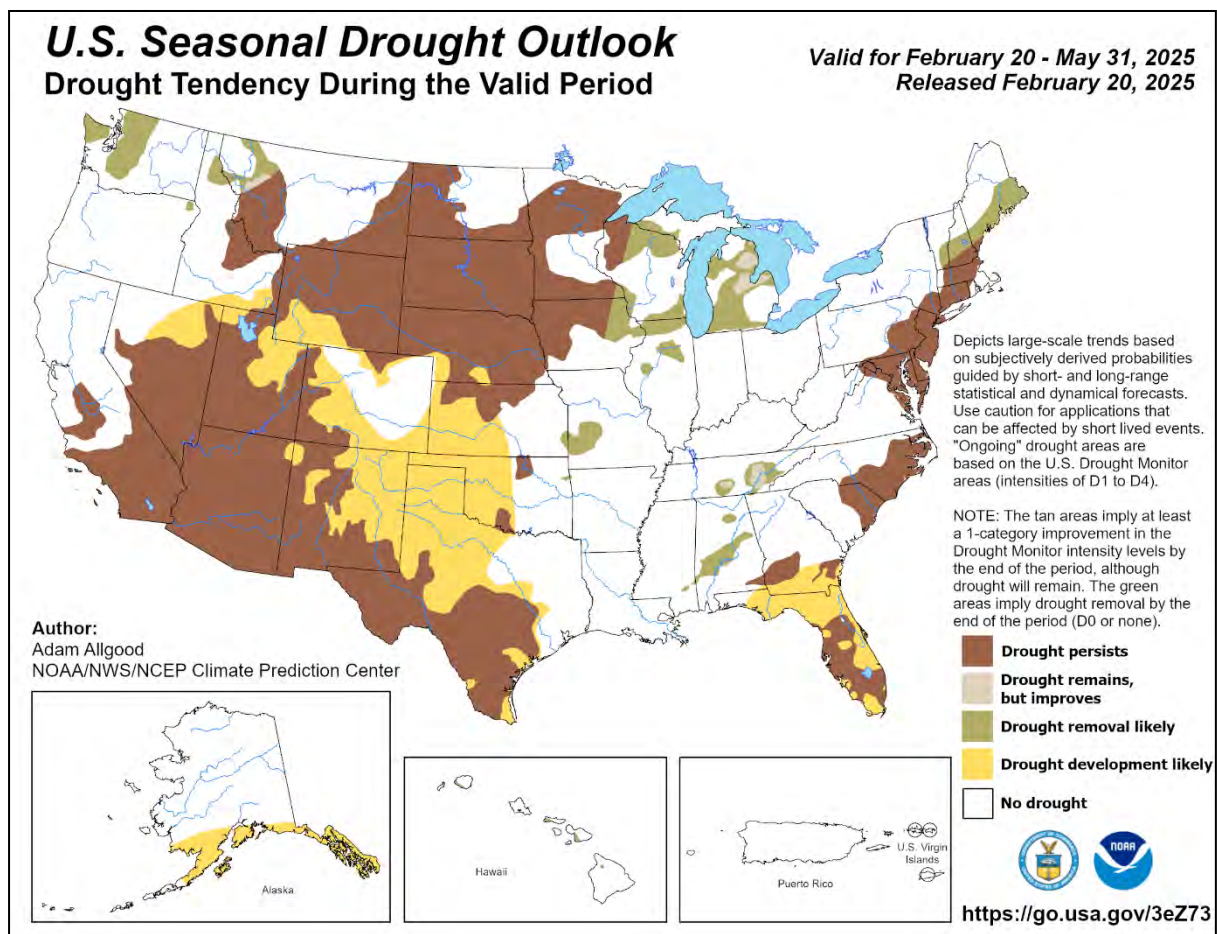 U.S. Seasonal Drought Outlook
Drought Tendency During the Valid Period
Valid for February 20 - May 31, 2025
Released February 20, 2025
Depicts large-scale trends based
on subjectively derived probabilities
guided by short- and long-range
statistical and dynamical forecasts.
Use caution for applications that
can be affected by short lived events.
"Ongoing" drought areas are
based on the U.S. Drought Monitor
areas (intensities of D1 to D4).
NOTE: The tan areas imply at least
a 1-category improvement in the
Drought Monitor intensity levels by
the end of the period, although
drought will remain. The green
areas imply drought removal by the
end of the period (D0 or none).
Author:
Adam Allgood
NOAA/NWS/NCEP Climate Prediction Center
Drought persists
Drought remains,
but improves
Drought removal likely
Drought development likely
No drought
Alaska
Hawaii
Puerto Rico
U.S. Virgin
Islands
NOAA
https://go.usa.gov/3eZ73